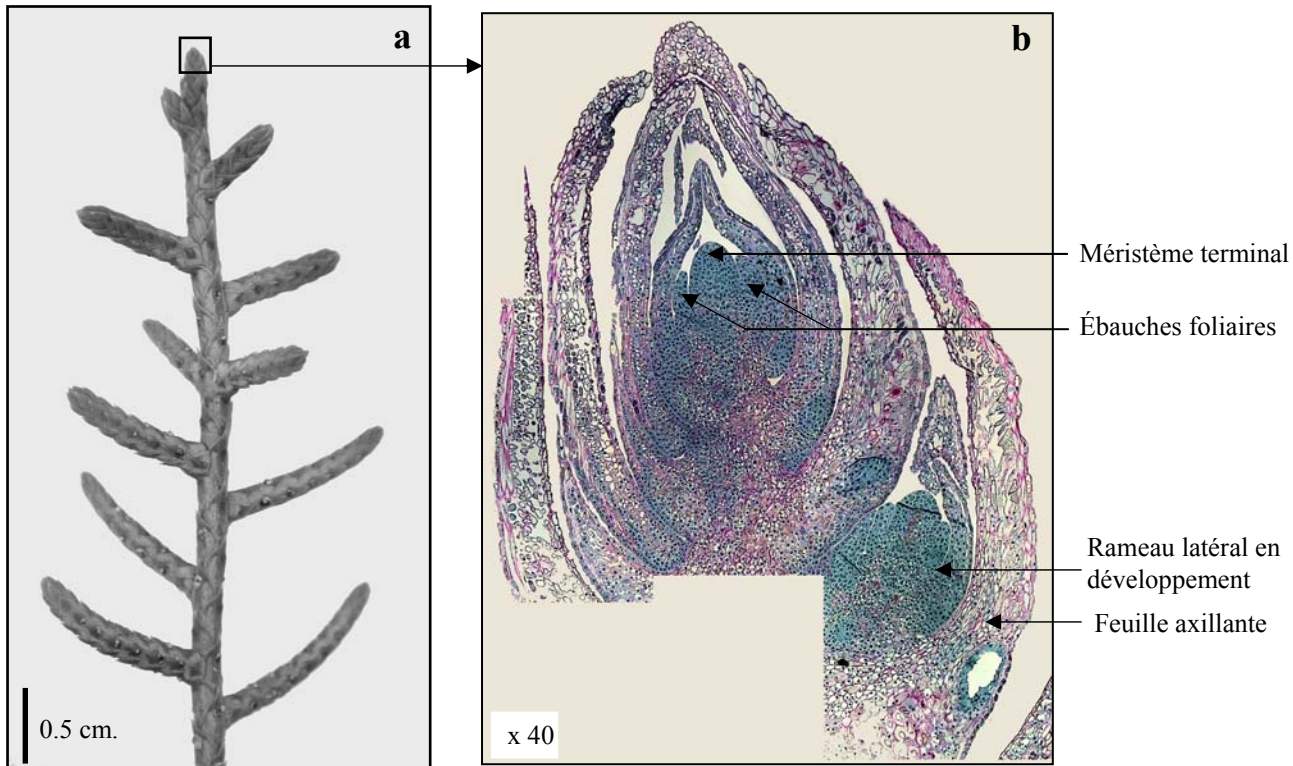 a
0.5 cm.
b
x 40
Méristème terminal
Ébauches foliaires
Rameau latéral en
développement
Feuille axillante